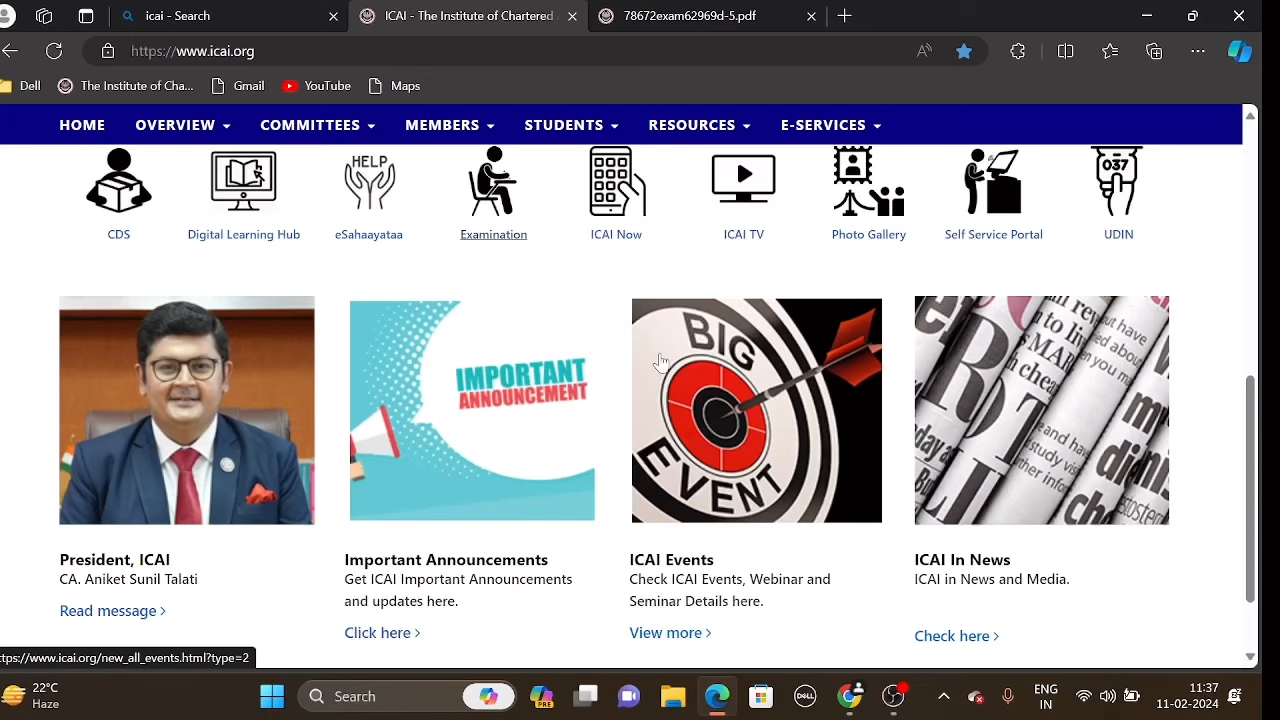 icai - Search
ICAI - The Institute of Chartered
78672exam62969d-5.pdf
https://www.icai.org
Dell
The Institute of Cha...
Gmail
YouTube
Maps
HOME
OVERVIEW
COMMITTEES
MEMBERS
STUDENTS
RESOURCES
E-SERVICES
HELP
037
CDS
Digital Learning Hub
eSahaayataa
Examination
ICAI Now
ICAI TV
Photo Gallery
Self Service Portal
UDIN
IMPORTANT
ANNOUNCEMENT
BIG
EVENT
President, ICAI
CA. Aniket Sunil Talati
Read message >
Important Announcements
Get ICAI Important Announcements
and updates here.
Click here >
ICAI Events
Check ICAI Events, Webinar and
Seminar Details here.
View more >
ICAI In News
ICAI in News and Media.
Check here >
ttps://www.icai.org/new_all_events.html?type=2
22°C
Haze
Search
PRE
DELL
ENG
IN
11:37
11-02-2024